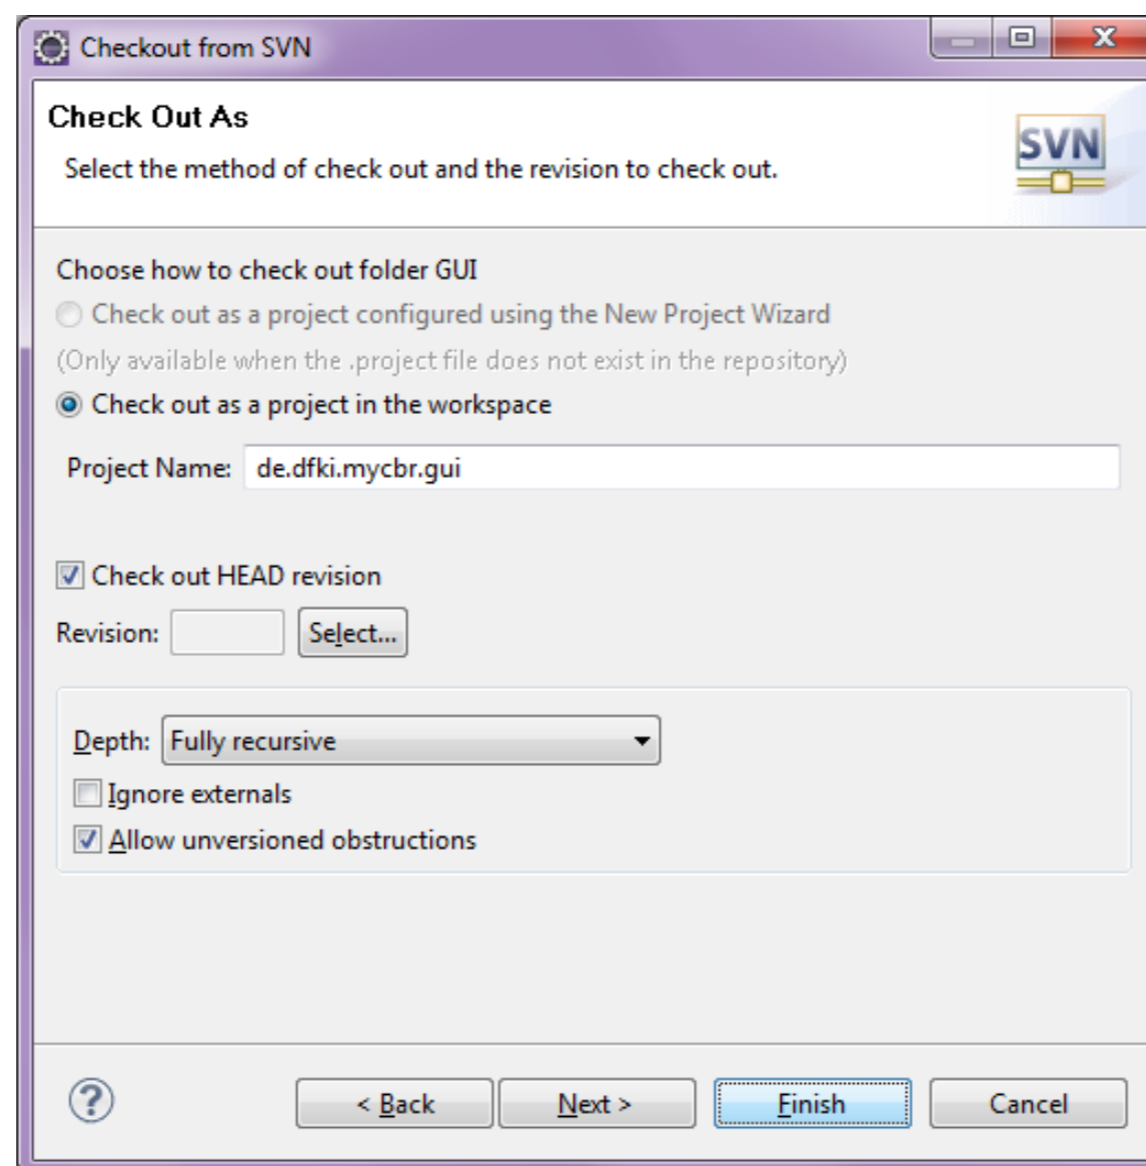 Checkout from SVN
Check Out As
Select the method of check out and the revision to check out.
SVN
Choose how to check out folder GUI
Check out as a project configured using the New Project Wizard
(Only available when the .project file does not exist in the repository)
Check out as a project in the workspace
Project Name: de.dfki.mycbr.gui
Check out HEAD revision
Revision: Select...
Depth: Fully recursive
Ignore externals
Allow unversioned obstructions
? < Back Next > Finish Cancel